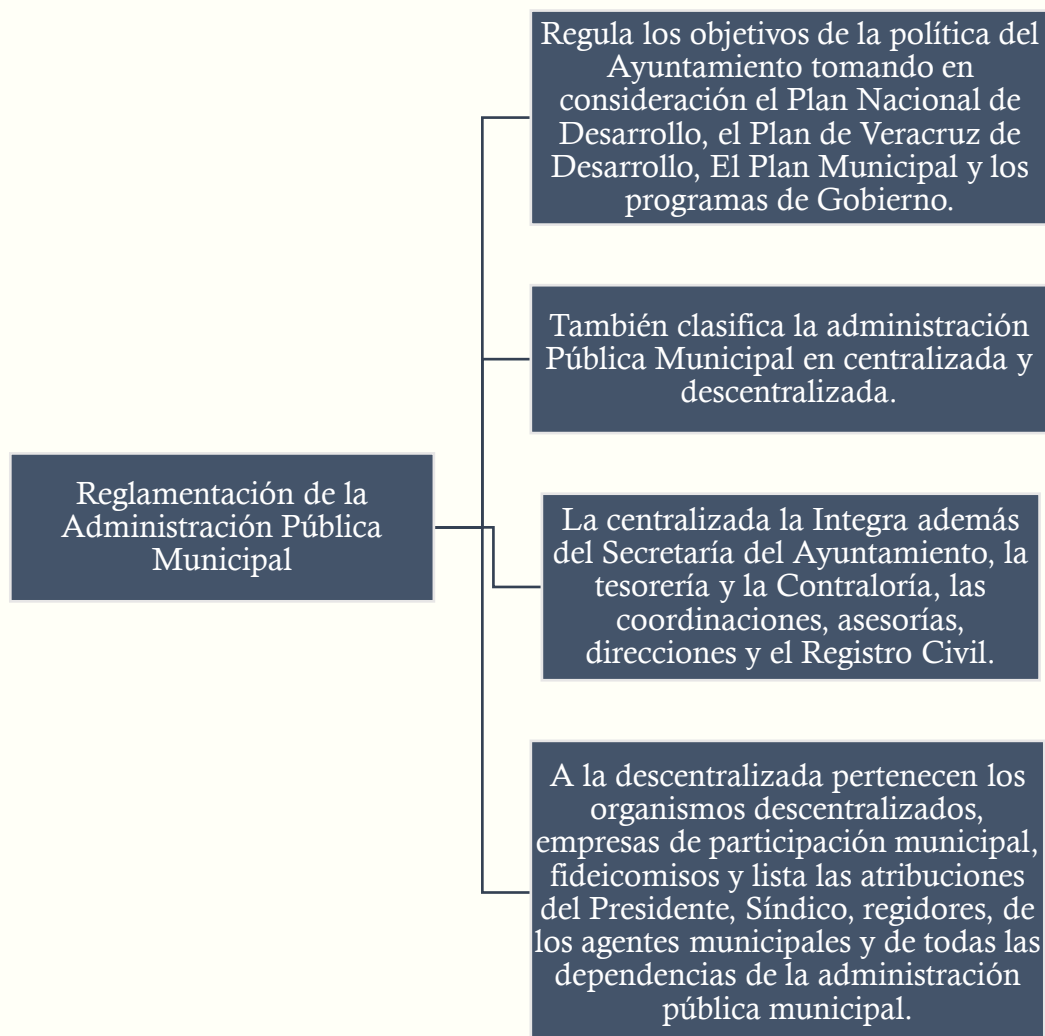 Regula los objetivos de la política del
Ayuntamiento tomando en
consideración el Plan Nacional de
Desarrollo, el Plan de Veracruz de
Desarrollo, El Plan Municipal y los
programas de Gobierno.
También clasifica la administración
Pública Municipal en centralizada y
descentralizada.
Reglamentación de la
Administración Pública
Municipal
La centralizada la Integra además
del Secretaría del Ayuntamiento, la
tesorería y la Contraloría, las
coordinaciones, asesorías,
direcciones y el Registro Civil.
A la descentralizada pertenecen los
organismos descentralizados,
empresas de participación municipal,
fideicomisos y lista las atribuciones
del Presidente, Síndico, regidores, de
los agentes municipales y de todas las
dependencias de la administración
pública municipal.